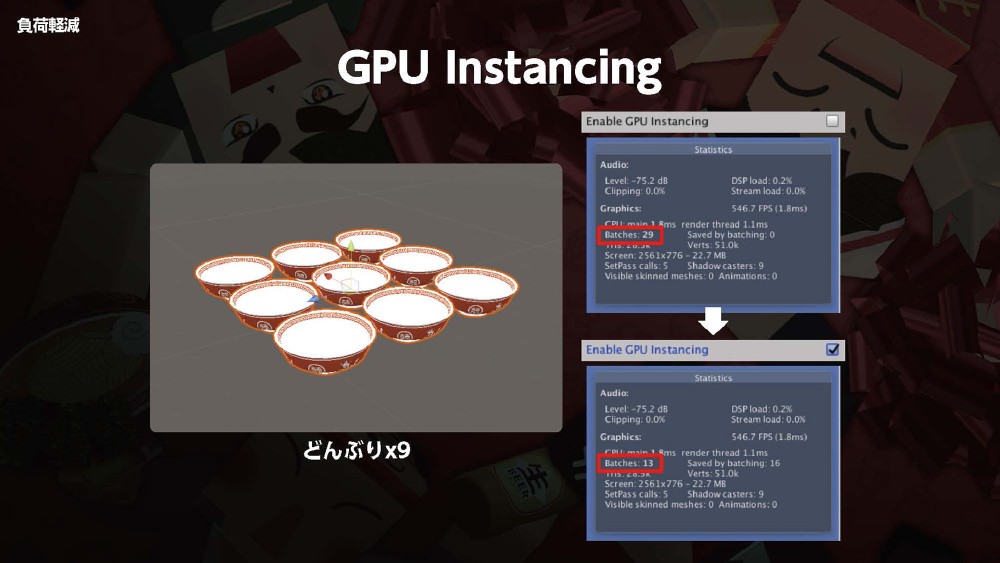 負荷軽減
GPU Instancing
Enable GPU Instancing
Statistics
Audio:
Level: -75.2 dB DSP load: 0.2%
Clipping: 0.0% Stream load: 0.0%
Graphics: 546.7 FPS (1.8ms)
CPU: main 1.8ms render thread 1.1ms
Batches: 29 Saved by batching: 0
Tris: 28.5k Verts: 51.0k
Screen: 2561x776 - 22.7 MB
SetPass calls: 5 Shadow casters: 9
Visible skinned meshes: 0 Animations: 0
どんぶりx9
Enable GPU Instancing
Statistics
Audio:
Level: -75.2 dB DSP load: 0.2%
Clipping: 0.0% Stream load: 0.0%
Graphics: 546.7 FPS (1.8ms)
CPU: main 1.8ms render thread 1.1ms
Batches: 13 Saved by batching: 16
Tris: 28.5k Verts: 51.0k
Screen: 2561x776 - 22.7 MB
SetPass calls: 5 Shadow casters: 9
Visible skinned meshes: 0 Animations: 0
生
BEER